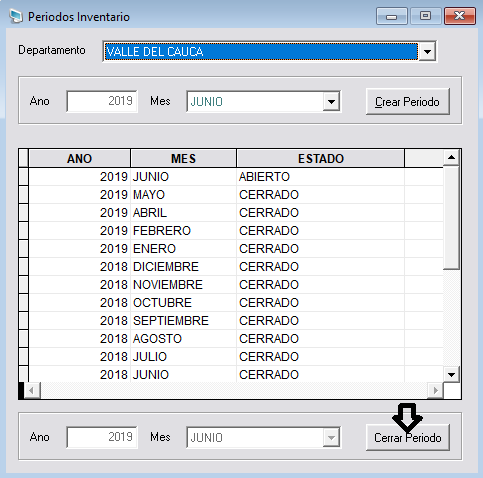 Periodos Inventario
Departamento VALLE DEL CAUCA
Ano 2019 Mes JUNIO Crear Periodo
ANO MES ESTADO
2019 JUNIO ABIERTO
2019 MAYO CERRADO
2019 ABRIL CERRADO
2019 FEBRERO CERRADO
2019 ENERO CERRADO
2018 DICIEMBRE CERRADO
2018 NOVIEMBRE CERRADO
2018 OCTUBRE CERRADO
2018 SEPTIEMBRE CERRADO
2018 AGOSTO CERRADO
2018 JULIO CERRADO
2018 JUNIO CERRADO
Ano 2019 Mes JUNIO Cerrar Periodo